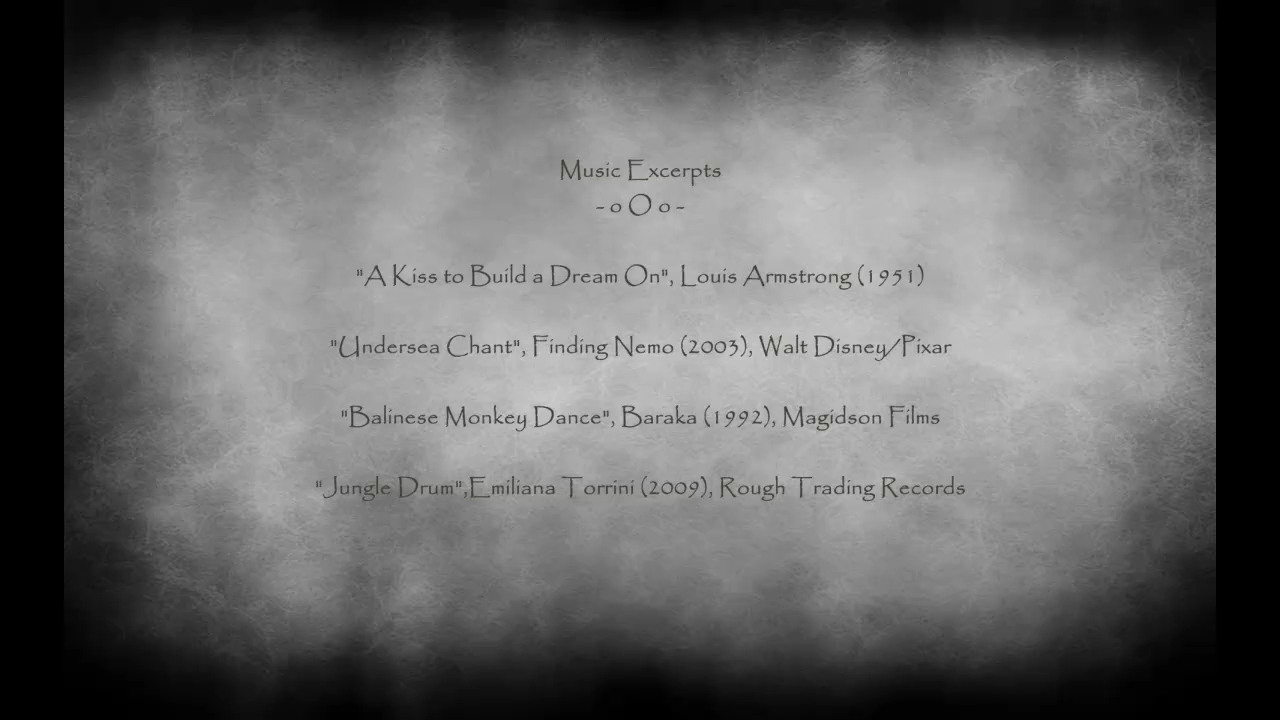 Music Excerpts
- o O o -
"A Kiss to Build a Dream On", Louis Armstrong (1951)
"Undersea Chant", Finding Nemo (2003), Walt Disney/Pixar
"Balinese Monkey Dance", Baraka (1992), Magidson Films
"Jungle Drum",Emiliana Torrini (2009), Rough Trading Records